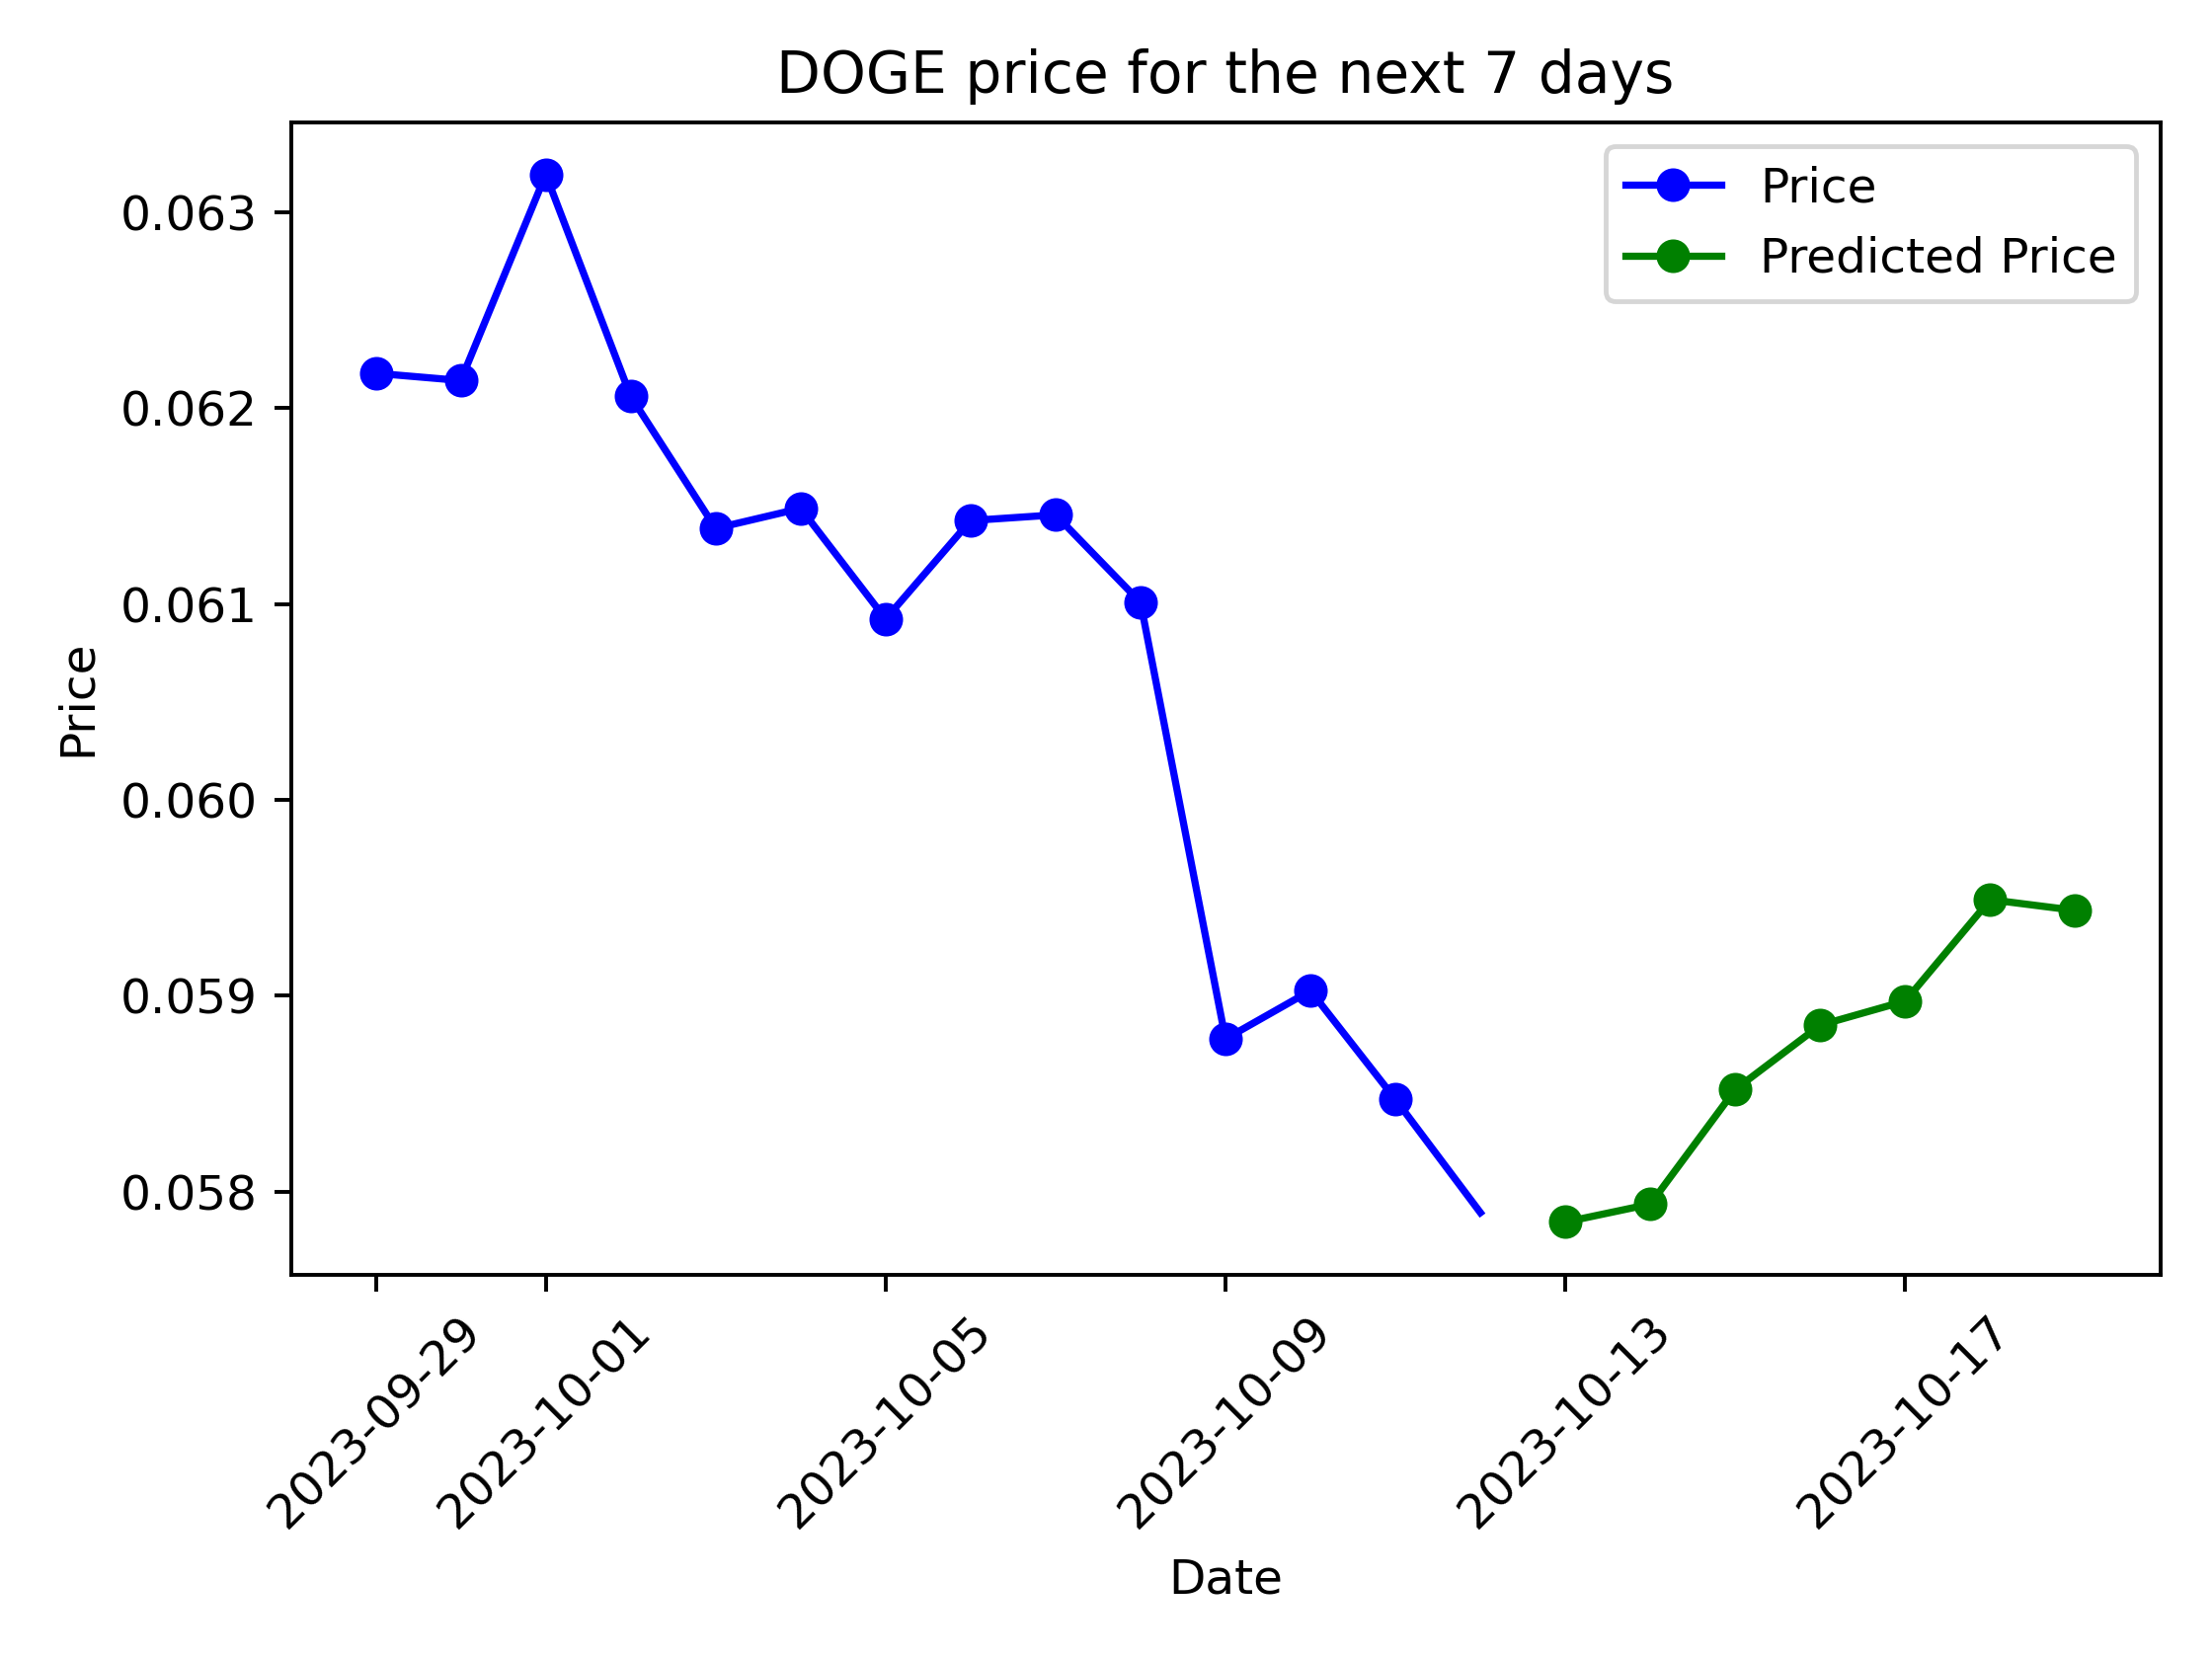 DOGE price for the next 7 days
Price
Predicted Price
0.063
0.062
0.061
0.060
0.059
0.058
Price
2023-09-29
2023-10-01
2023-10-05
2023-10-09
2023-10-13
2023-10-17
Date